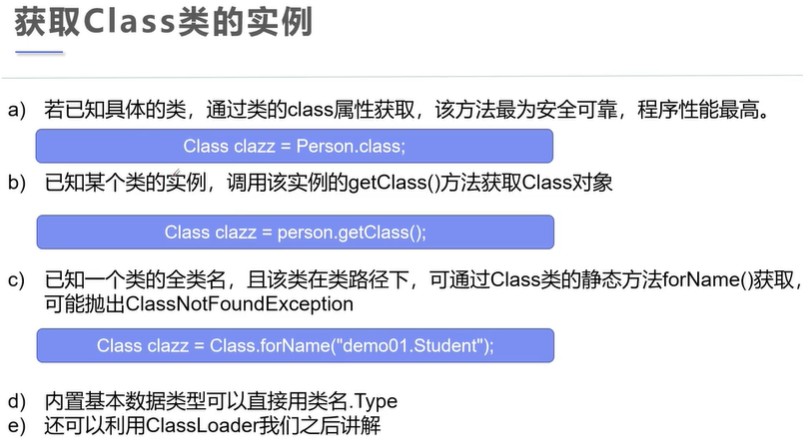 获取Class类的实例
a) 若已知具体的类，通过类的class属性获取，该方法最为安全可靠，程序性能最高。
Class clazz = Person.class;
b) 已知某个类的实例，调用该实例的getClass()方法获取Class对象
Class clazz = person.getClass();
c) 已知一个类的全类名，且该类在类路径下，可通过Class类的静态方法forName()获取，
可能抛出ClassNotFoundException
Class clazz = Class.forName("demo01.Student");
d) 内置基本数据类型可以直接用类名.Type
e) 还可以利用ClassLoader我们之后讲解